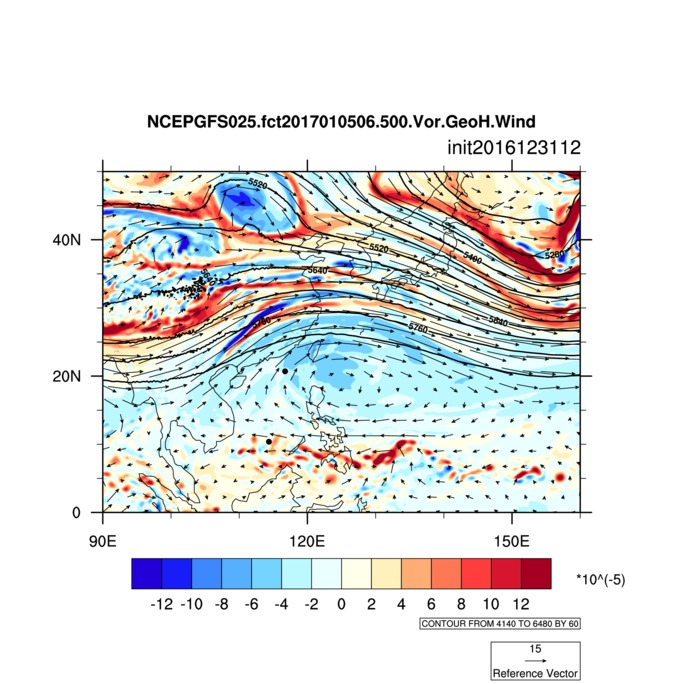 NCEPGFS025.fct2017010506.500.Vor.GeoH.Wind
init2016123112
5520
40N
5520
5400
5280
5640
5640
5760
5760
20N
0
90E 120E 150E
-12 -10 -8 -6 -4 -2 0 2 4 6 8 10 12
*10^(-5)
CONTOUR FROM 4140 TO 6480 BY 60
15
Reference Vector